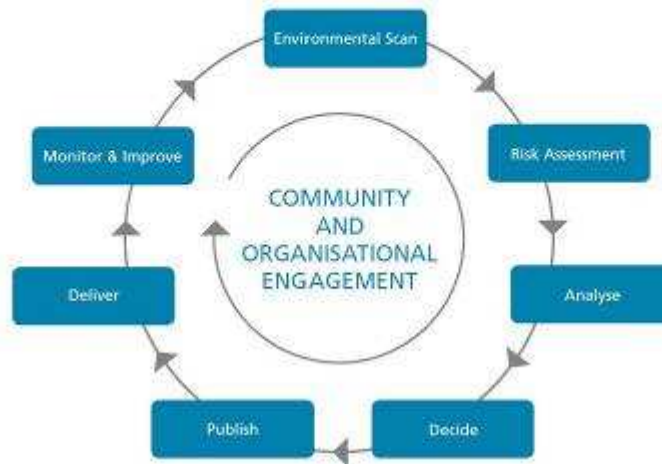 Environmental Scan
Risk Assessment
Analyse
Decide
Publish
Deliver
Monitor & Improve
COMMUNITY
AND
ORGANISATIONAL
ENGAGEMENT